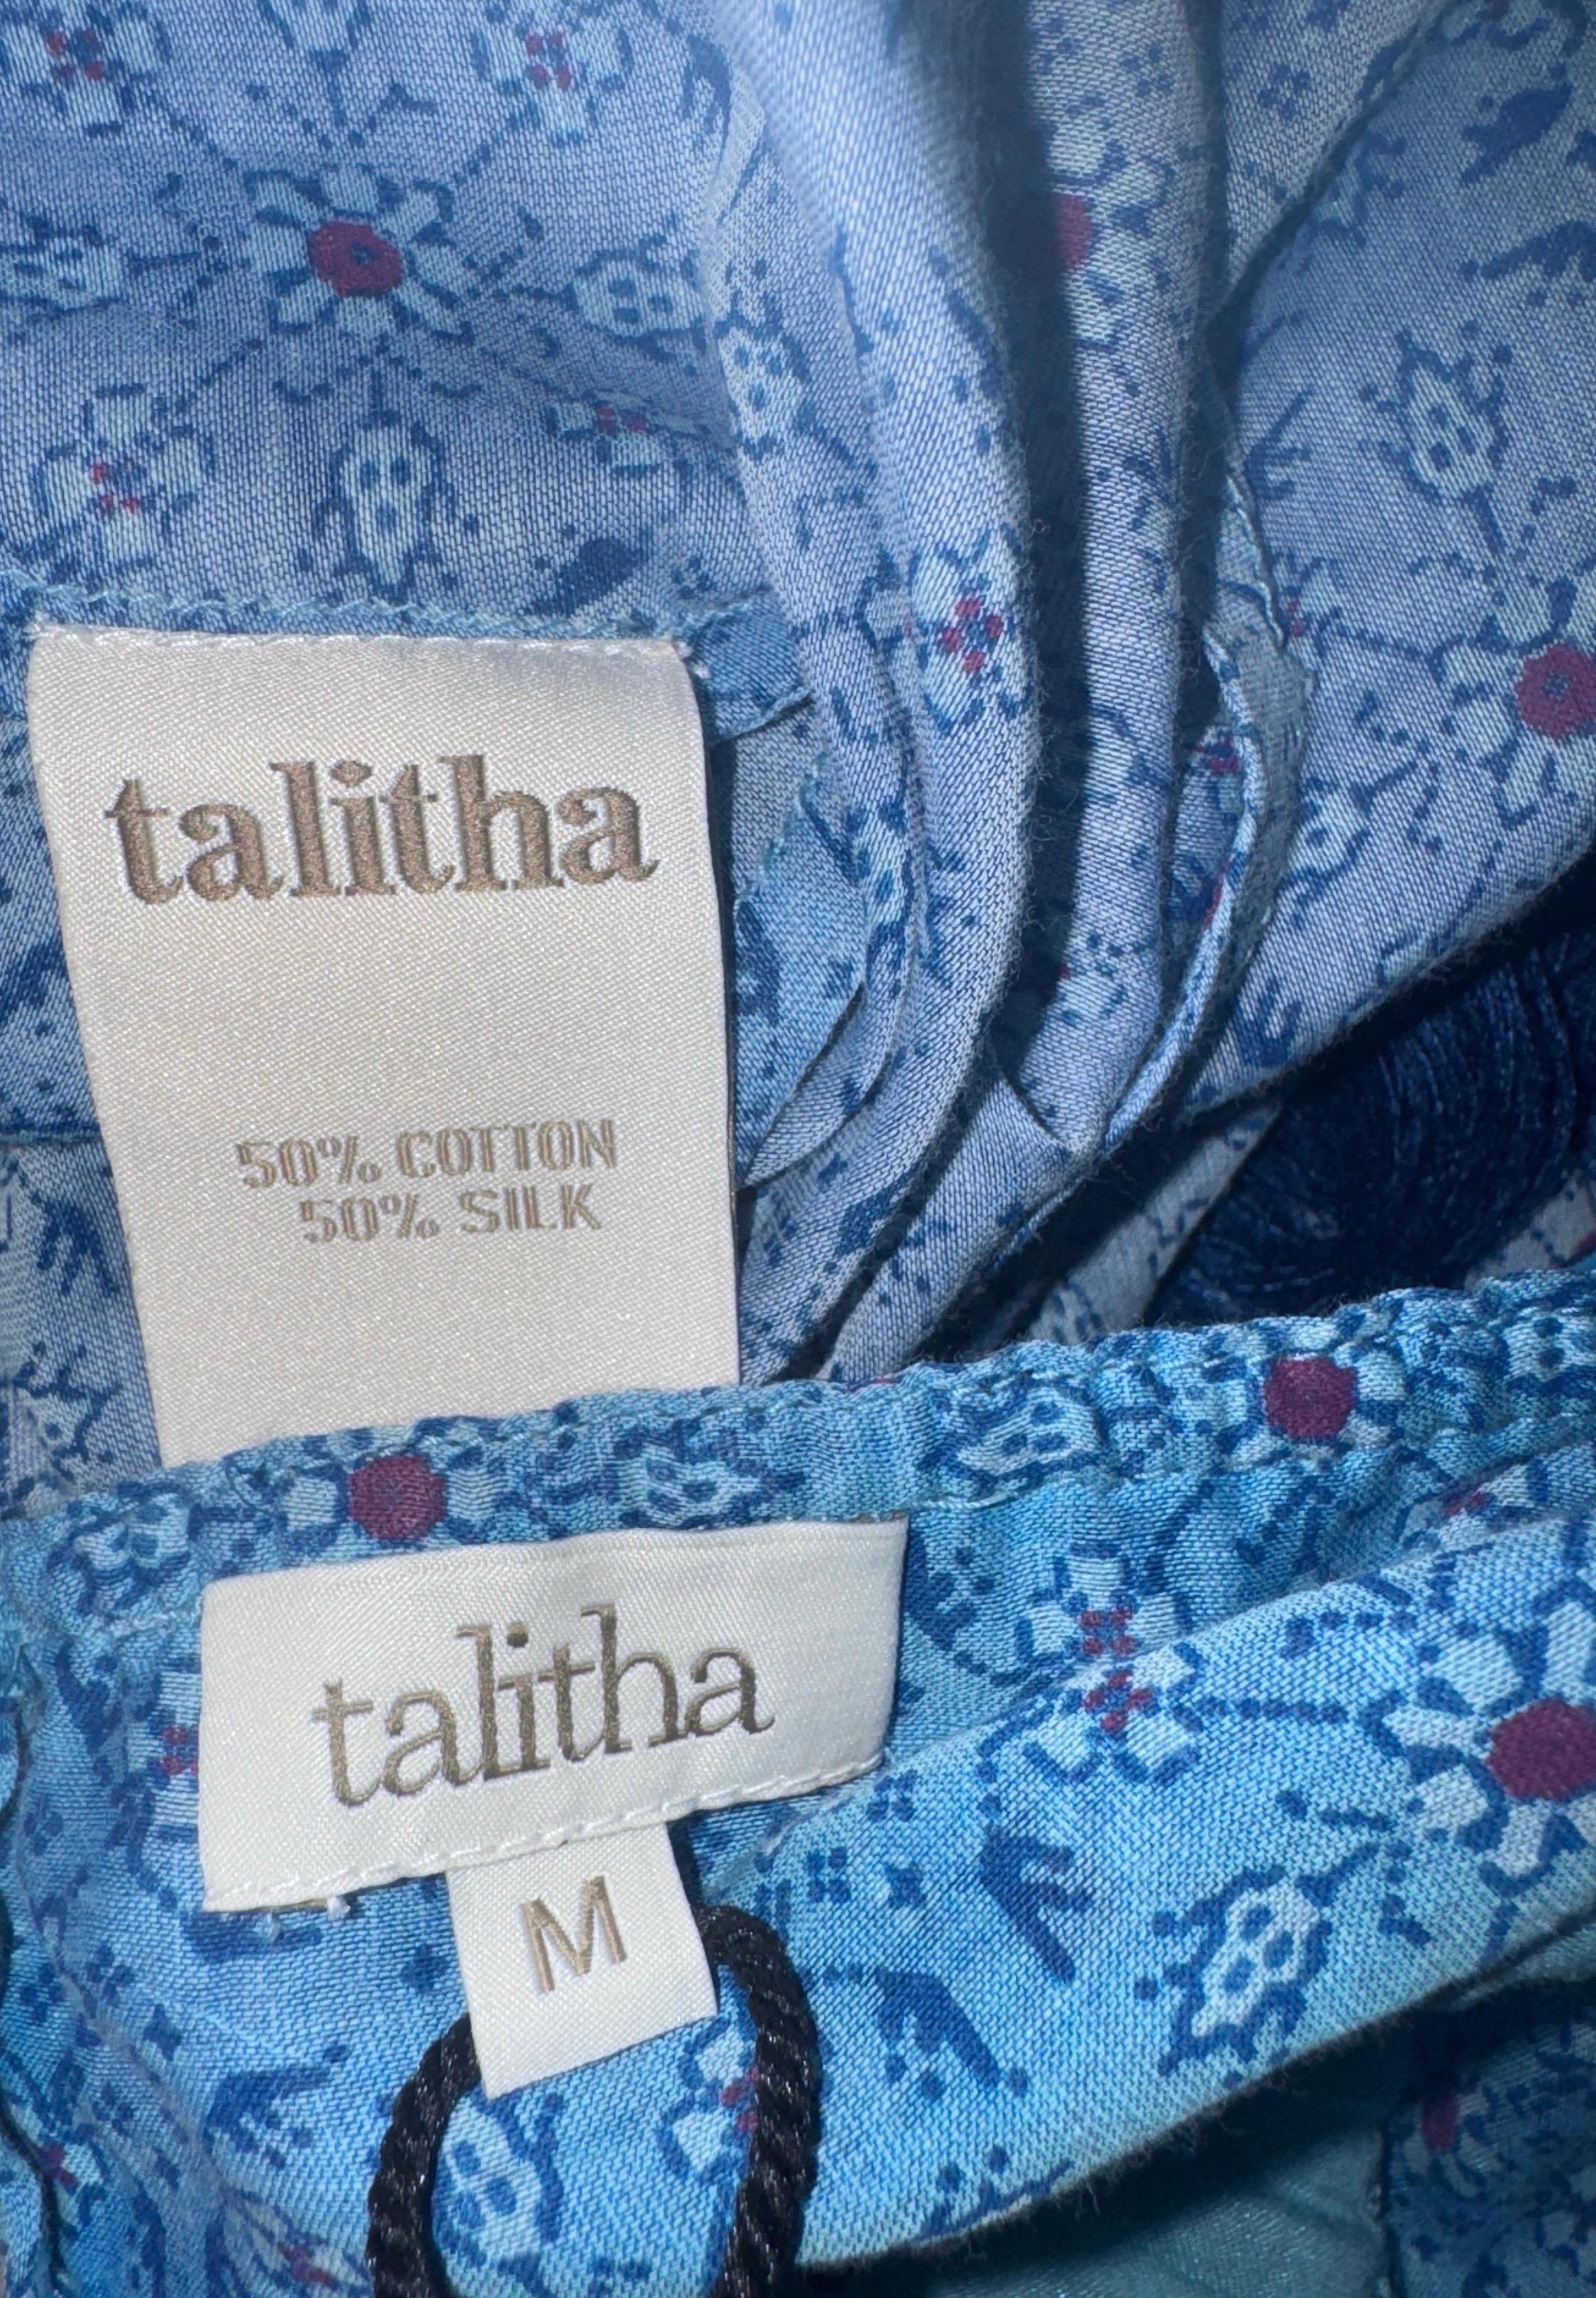 talitha
50% COTTON
50% SILK
talitha
M